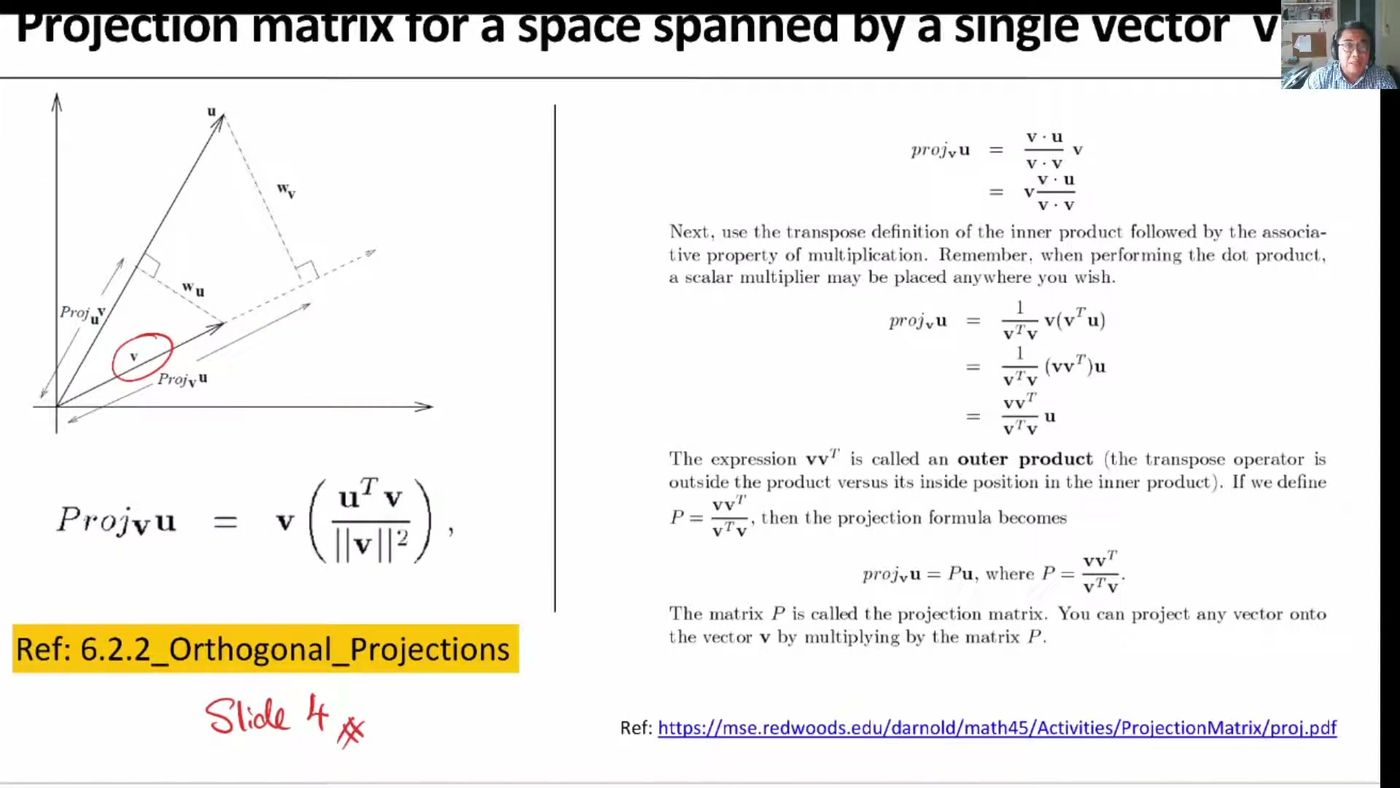 Projection matrix for a space spanned by a single vector v
u
w_v
w_u
Proj_u v
v
Proj_v u
Proj_v u = v ( u^T v / ||v||^2 ) ,
Ref: 6.2.2_Orthogonal_Projections
Slide 4
proj_v u = (v · u / v · v) v
= v (v · u / v · v)
Next, use the transpose definition of the inner product followed by the associa-
tive property of multiplication. Remember, when performing the dot product,
a scalar multiplier may be placed anywhere you wish.
proj_v u = (1 / v^T v) v(v^T u)
= (1 / v^T v) (vv^T)u
= (vv^T / v^T v) u
The expression vv^T is called an outer product (the transpose operator is
outside the product versus its inside position in the inner product). If we define
P = vv^T / v^T v, then the projection formula becomes
proj_v u = Pu, where P = vv^T / v^T v.
The matrix P is called the projection matrix. You can project any vector onto
the vector v by multiplying by the matrix P.
Ref: https://mse.redwoods.edu/darnold/math45/Activities/ProjectionMatrix/proj.pdf